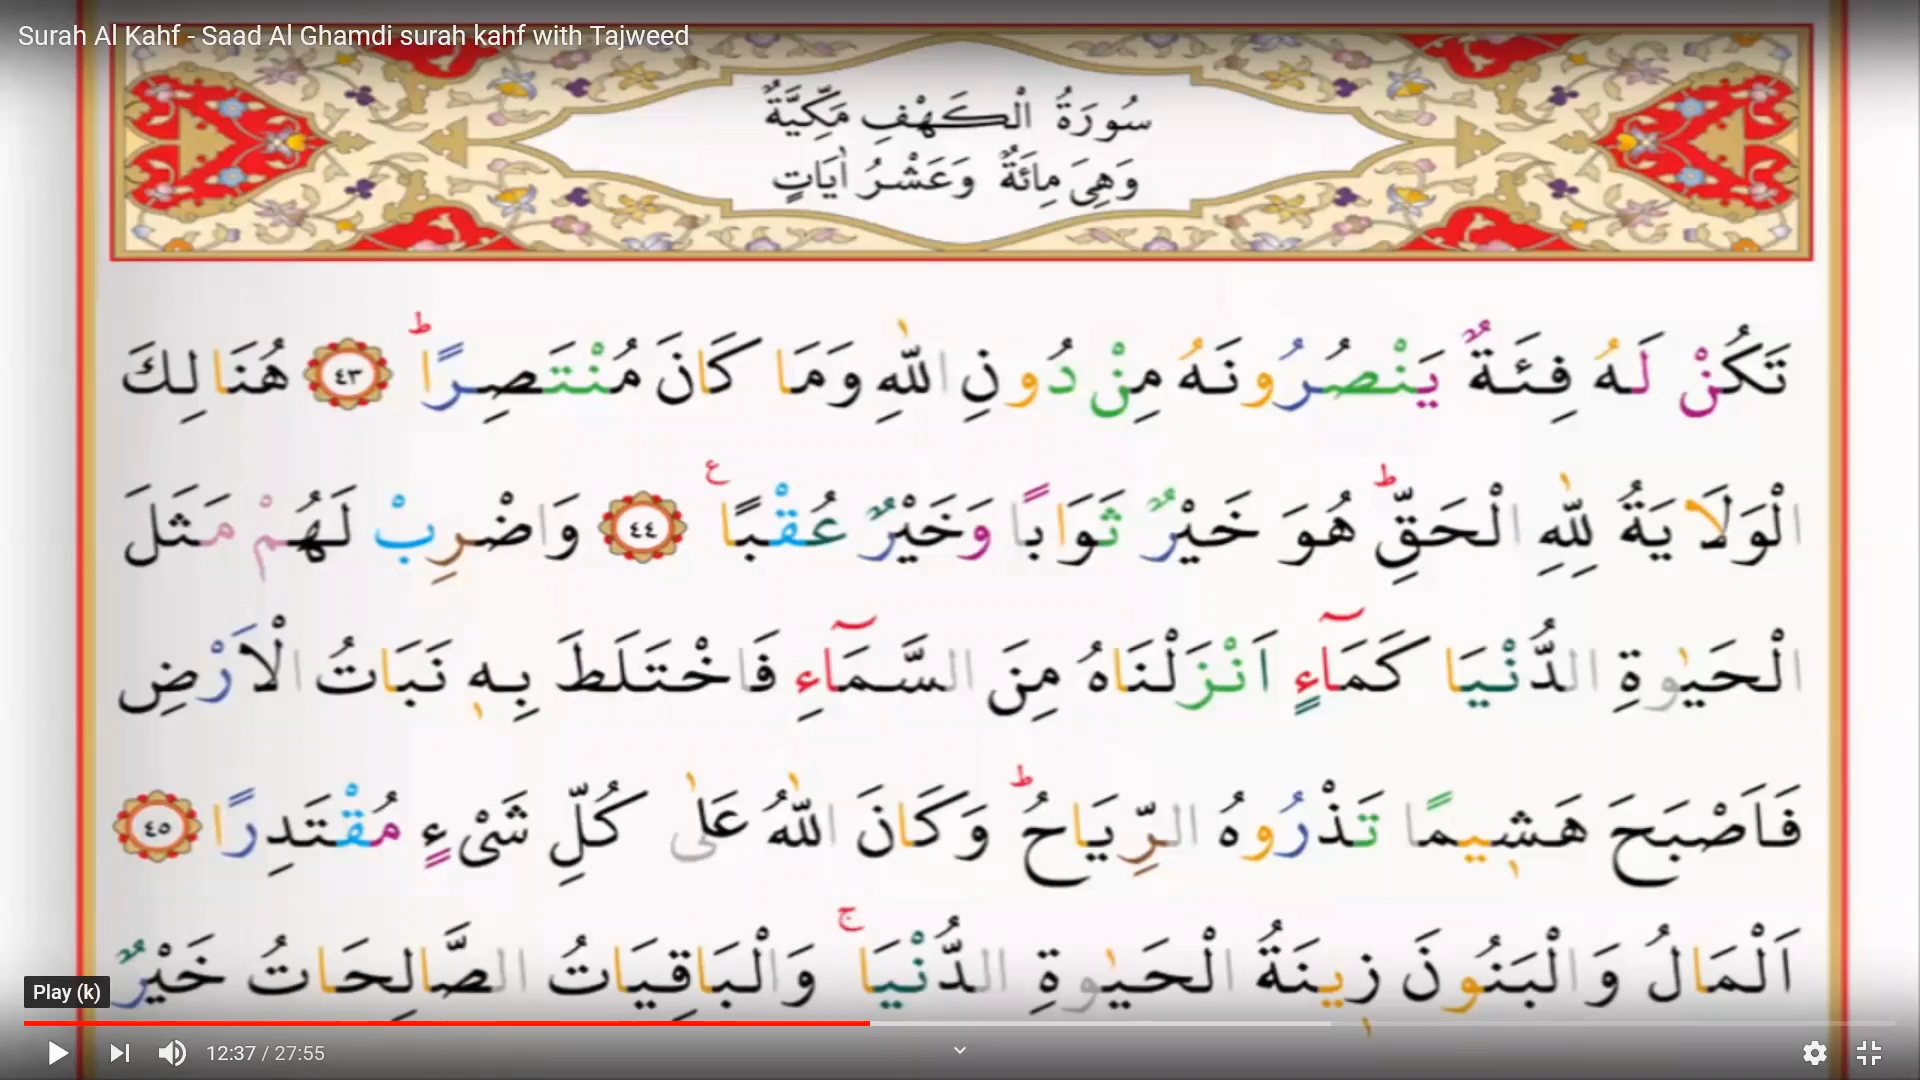 Surah Al Kahf - Saad Al Ghamdi surah kahf with Tajweed
سُورَةُ الْكَهْفِ مَكِّيَّةٌ
وَهِىَ مِائَةٌ وَعَشْرُ اٰيَاتٍ
تَكُنْ لَهُ فِئَةٌ يَنْصُرُونَهُ مِنْ دُونِ اللّٰهِ وَمَا كَانَ مُنْتَصِرًاۜ ٤٣ هُنَالِكَ
الْوَلَايَةُ لِلّٰهِ الْحَقِّۜ هُوَ خَيْرٌ ثَوَابًا وَخَيْرٌ عُقْبًا ع ٤٤ وَاضْرِبْ لَهُمْ مَثَلَ
الْحَيٰوةِ الدُّنْيَا كَمَٓاءٍ اَنْزَلْنَاهُ مِنَ السَّمَٓاءِ فَاخْتَلَطَ بِهٖ نَبَاتُ الْاَرْضِ
فَاَصْبَحَ هَشٖيمًا تَذْرُوهُ الرِّيَاحُۜ وَكَانَ اللّٰهُ عَلٰى كُلِّ شَىْءٍ مُقْتَدِرًا ٤٥
اَلْمَالُ وَالْبَنُونَ زٖينَةُ الْحَيٰوةِ الدُّنْيَاۚ وَالْبَاقِيَاتُ الصَّالِحَاتُ خَيْرٌ
Play (k)
12:37 / 27:55